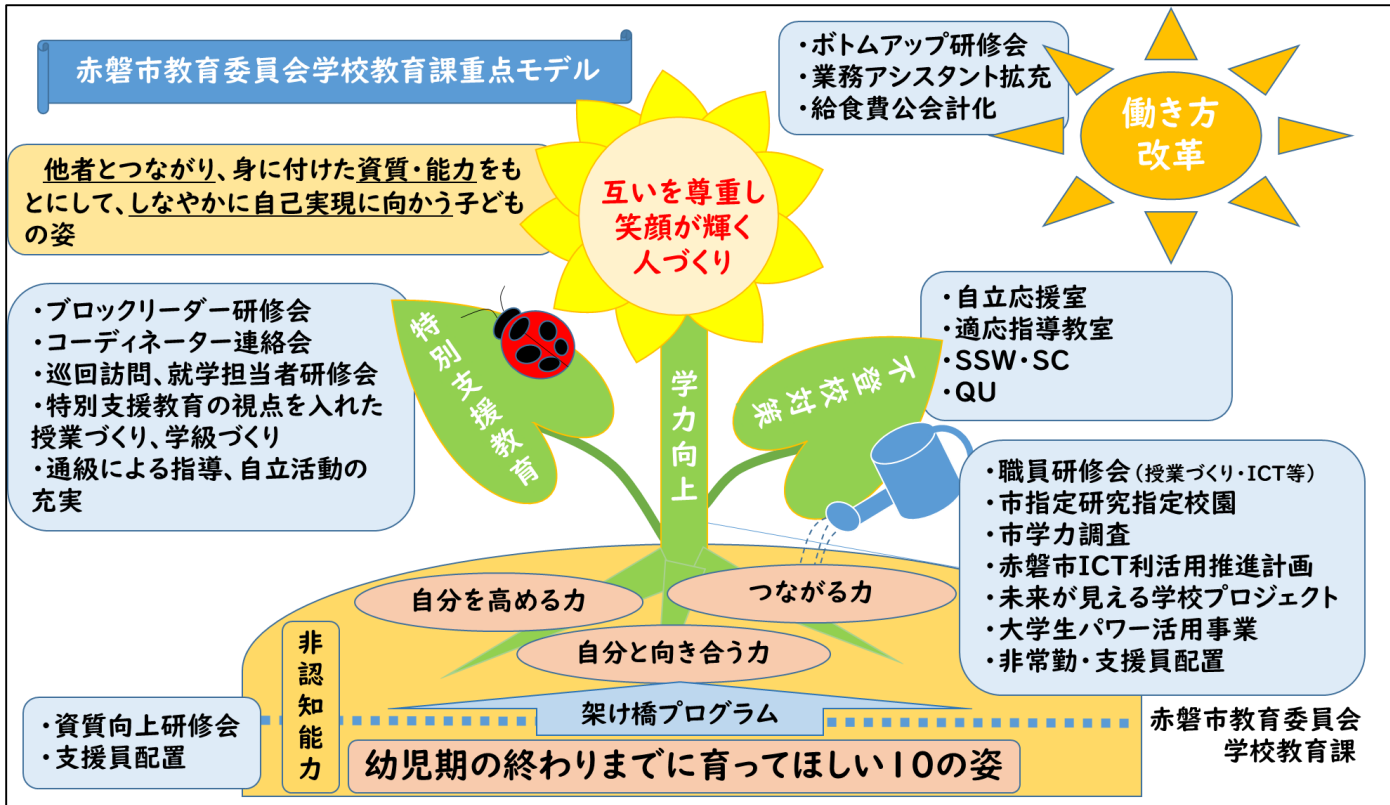 赤磐市教育委員会学校教育課重点モデル
・ボトムアップ研修会
・業務アシスタント拡充
・給食費公会計化
働き方
改革
他者とつながり、身に付けた資質・能力をも
とにして、しなやかに自己実現に向かう子ども
の姿
互いを尊重し
笑顔が輝く
人づくり
・ブロックリーダー研修会
・コーディネーター連絡会
・巡回訪問、就学担当者研修会
・特別支援教育の視点を入れた
授業づくり、学級づくり
・通級による指導、自立活動の
充実
特別支援教育
学力向上
不登校対策
・自立応援室
・適応指導教室
・SSW・SC
・QU
・職員研修会(授業づくり・ICT等)
・市指定研究指定校園
・市学力調査
・赤磐市ICT利活用推進計画
・未来が見える学校プロジェクト
・大学生パワー活用事業
・非常勤・支援員配置
自分を高める力
つながる力
自分と向き合う力
非認知能力
架け橋プログラム
・資質向上研修会
・支援員配置
幼児期の終わりまでに育ってほしい10の姿
赤磐市教育委員会
学校教育課